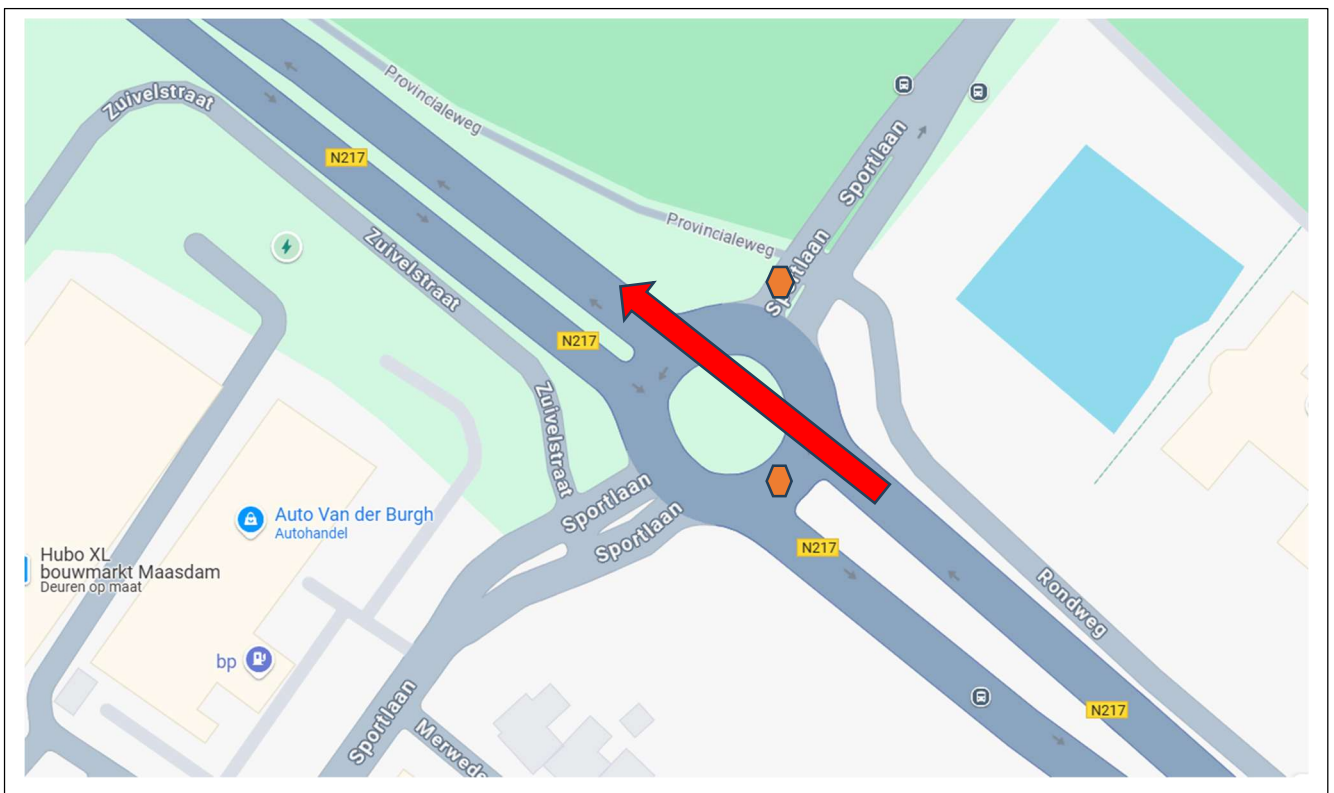 Zuivelstraat
Provincialeweg
N217
Sportlaan
Provincialeweg
Zuivelstraat
Sportlaan
N217
Zuivelstraat
Sportlaan
Sportlaan
Auto Van der Burgh
Autohandel
N217
Hubo XL
bouwmarkt Maasdam
Deuren op maat
Rondweg
bp
N217
Sportlaan